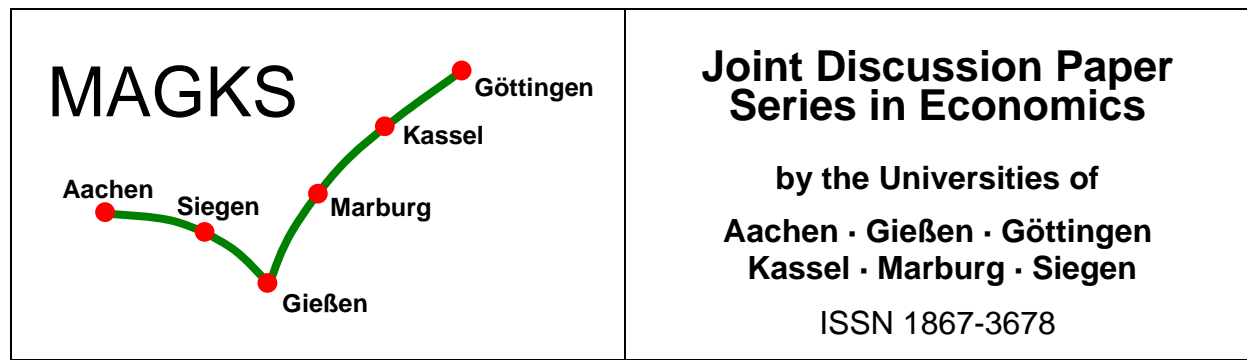 MAGKS
Göttingen
Kassel
Marburg
Aachen
Siegen
Gießen
Joint Discussion Paper
Series in Economics
by the Universities of
Aachen · Gießen · Göttingen
Kassel · Marburg · Siegen
ISSN 1867-3678